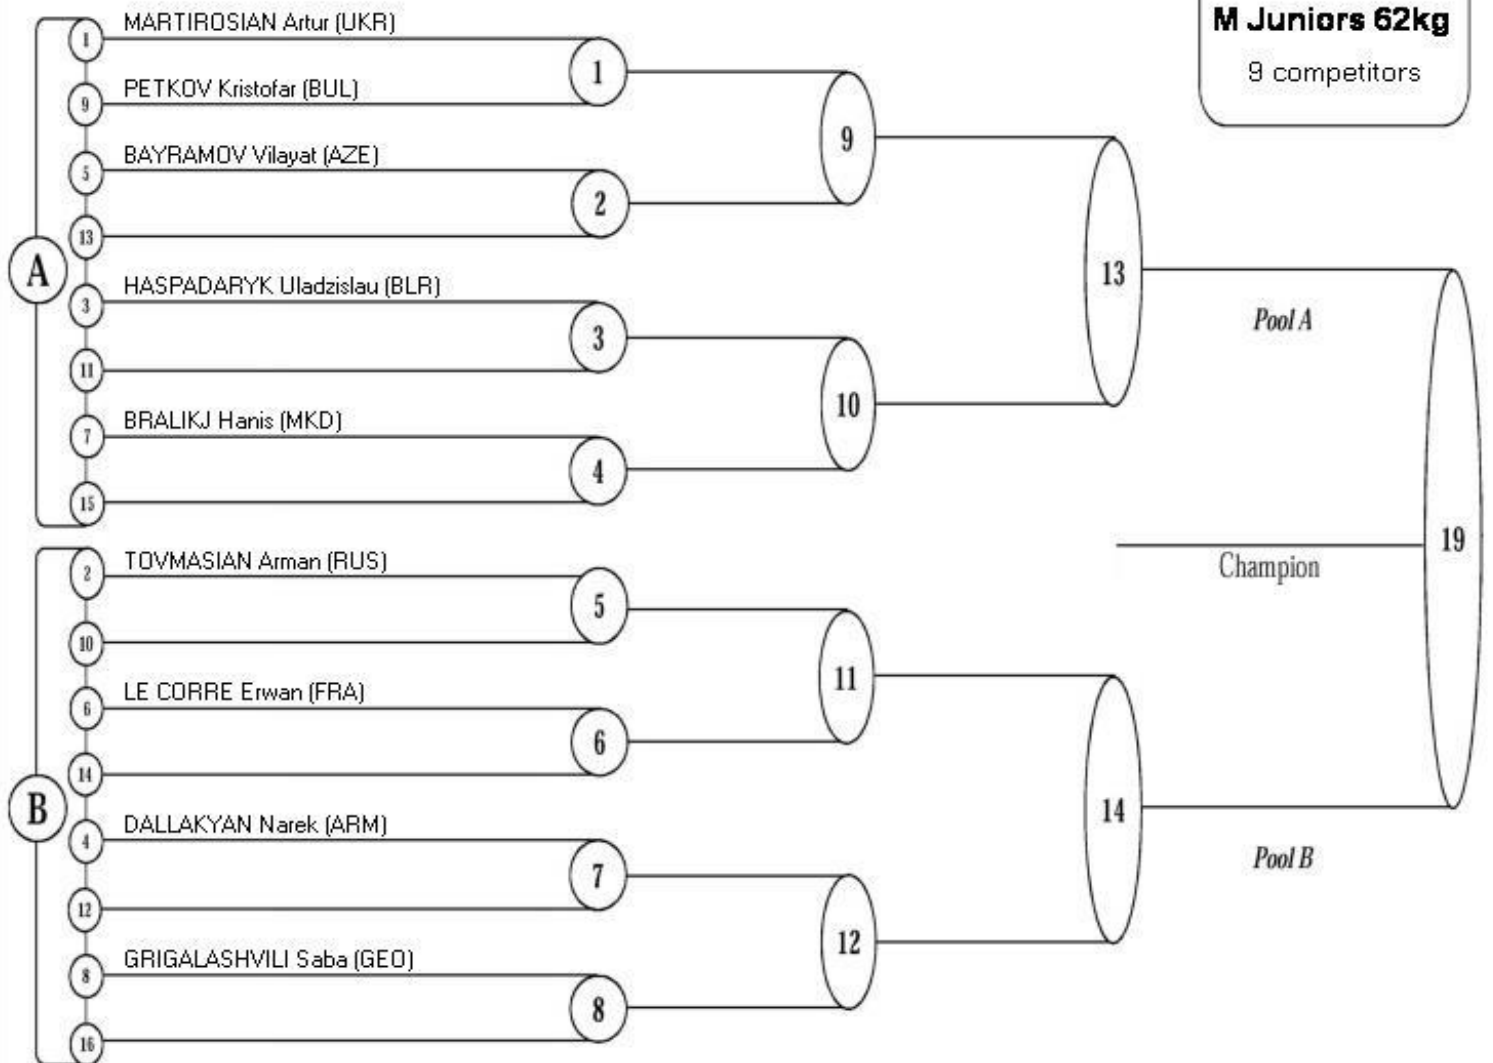 M Juniors 62kg
9 competitors
A
1
MARTIROSIAN Artur (UKR)
9
PETKOV Kristofar (BUL)
1
5
BAYRAMOV Vilayat (AZE)
13
2
9
3
HASPADARYK Uladzislau (BLR)
11
3
7
BRALIKJ Hanis (MKD)
15
4
10
13
Pool A
B
2
TOVMASIAN Arman (RUS)
10
5
6
LE CORRE Erwan (FRA)
14
6
11
4
DALLAKYAN Narek (ARM)
12
7
8
GRIGALASHVILI Saba (GEO)
16
8
12
14
Pool B
19
Champion